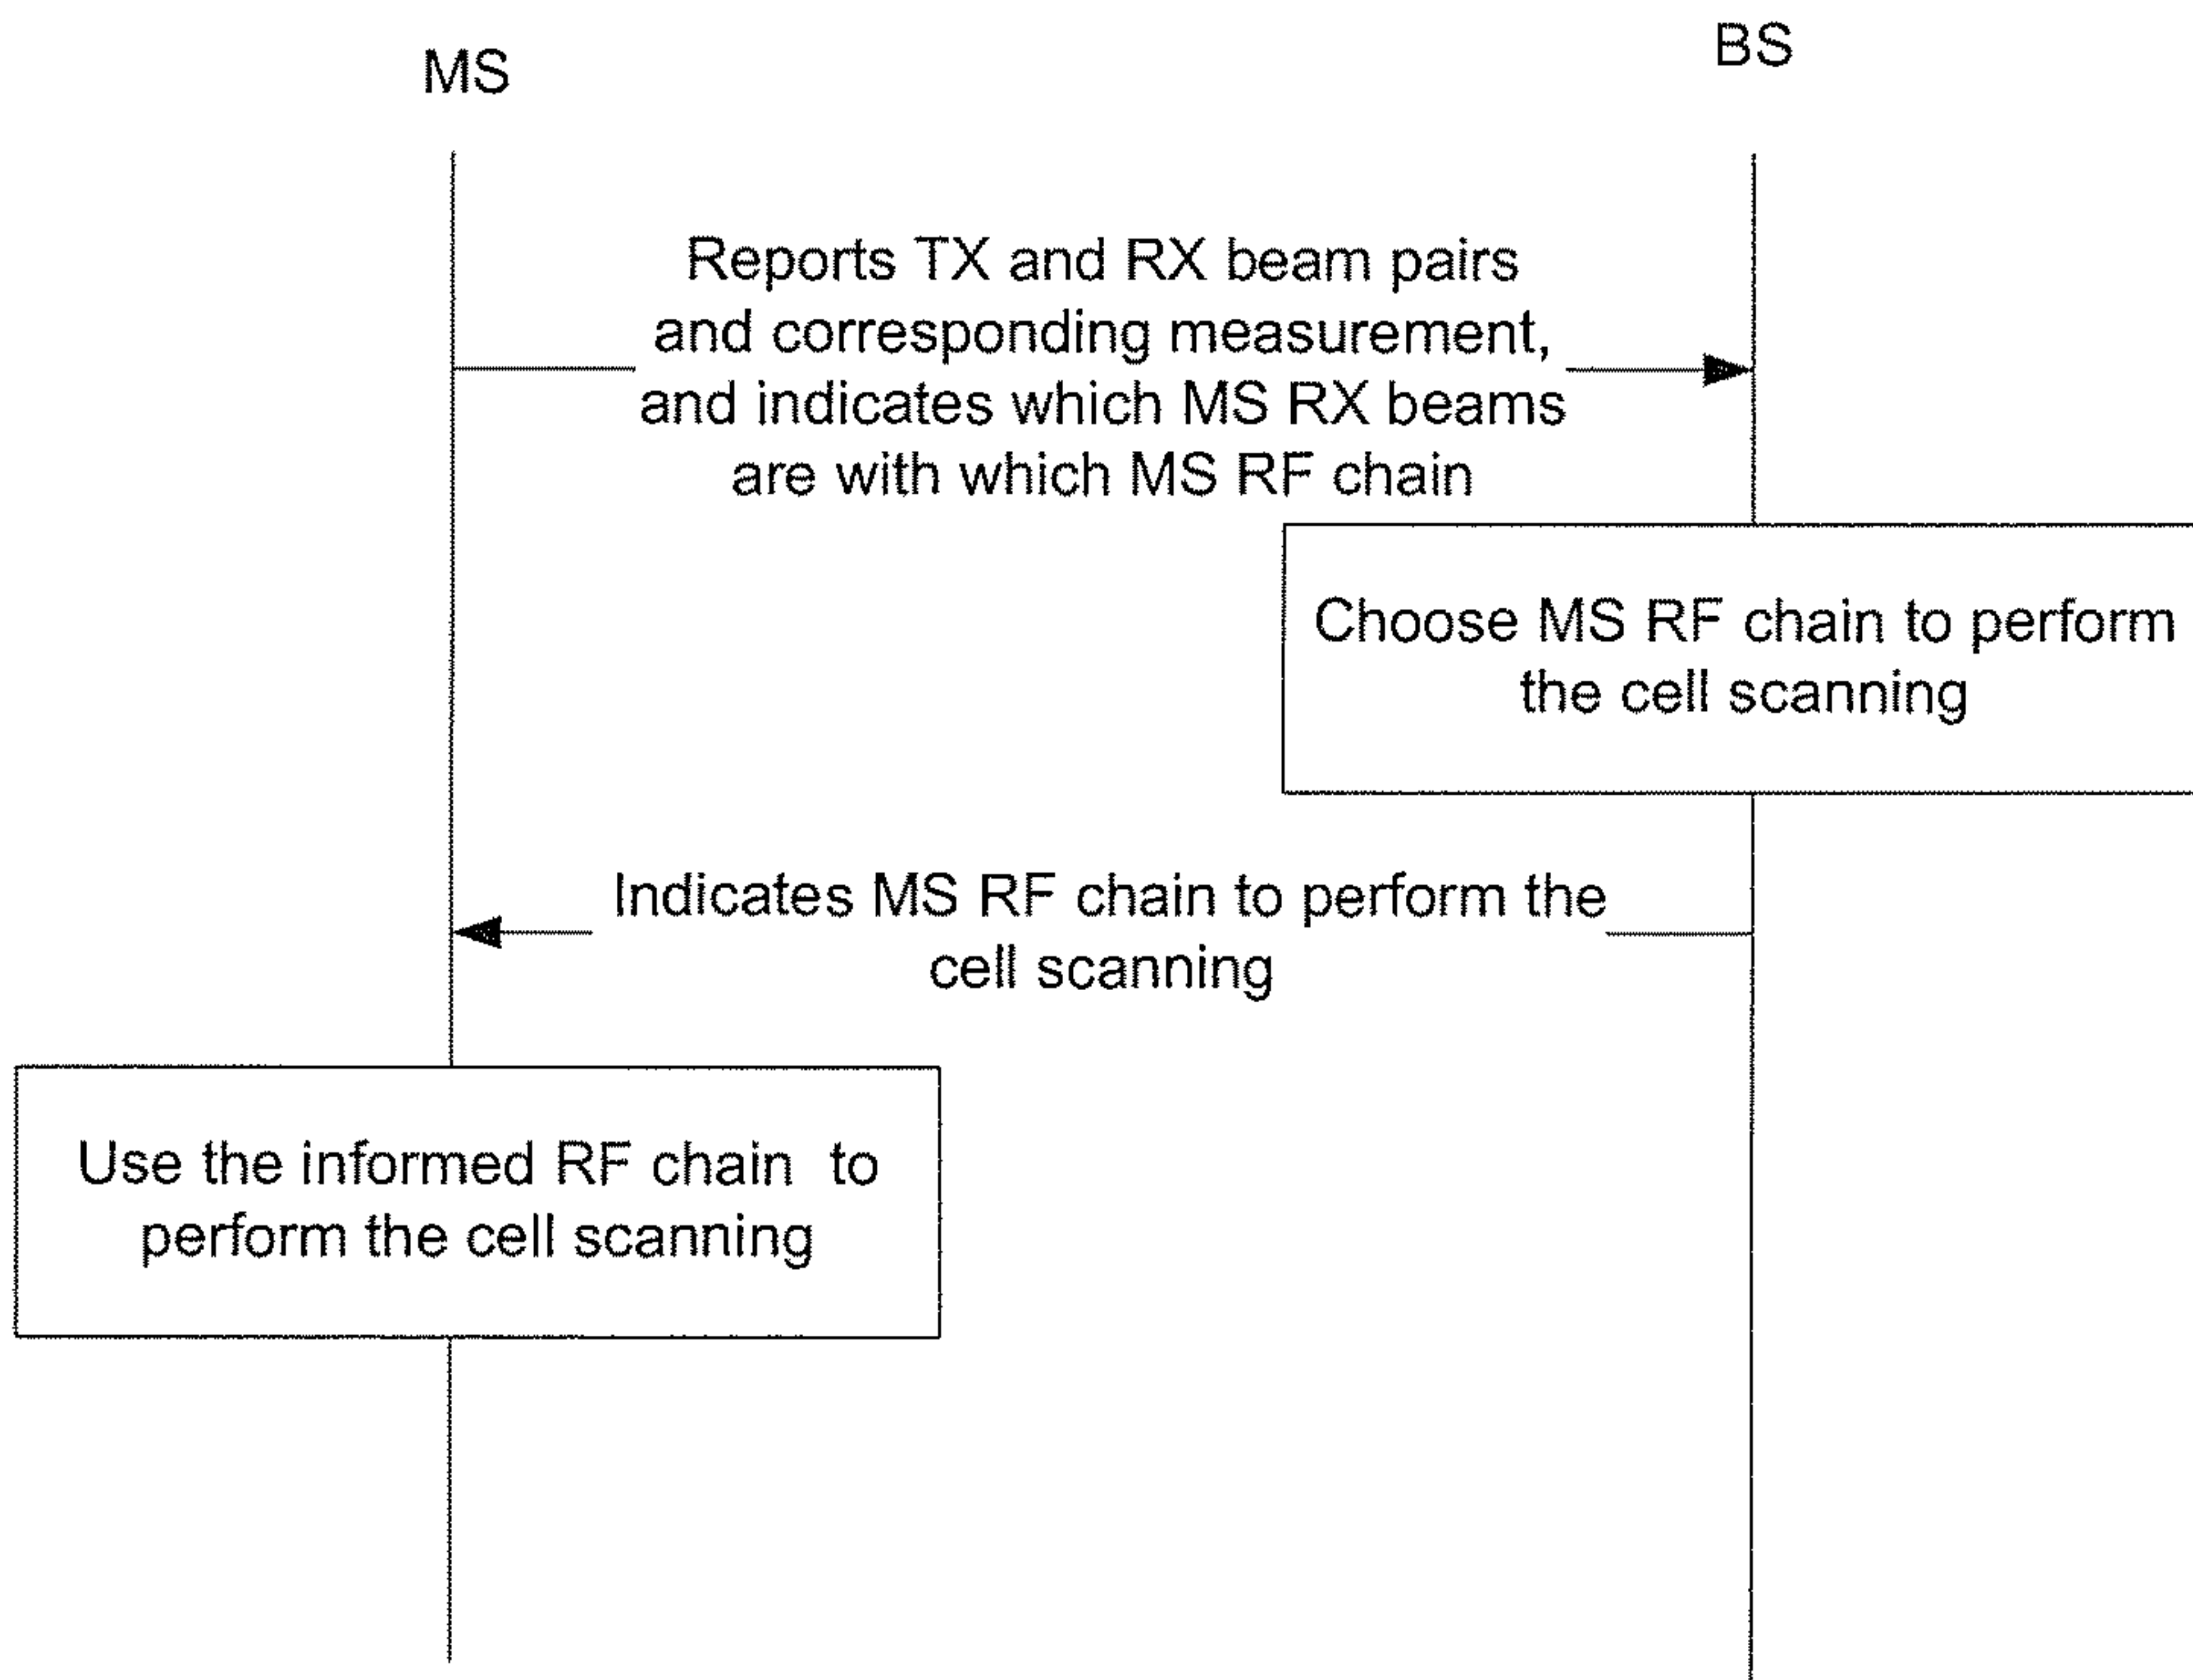 MS
BS
Reports TX and RX beam pairs
and corresponding measurement,
and indicates which MS RX beams
are with which MS RF chain
Choose MS RF chain to perform
the cell scanning
Indicates MS RF chain to perform the
cell scanning
Use the informed RF chain to
perform the cell scanning